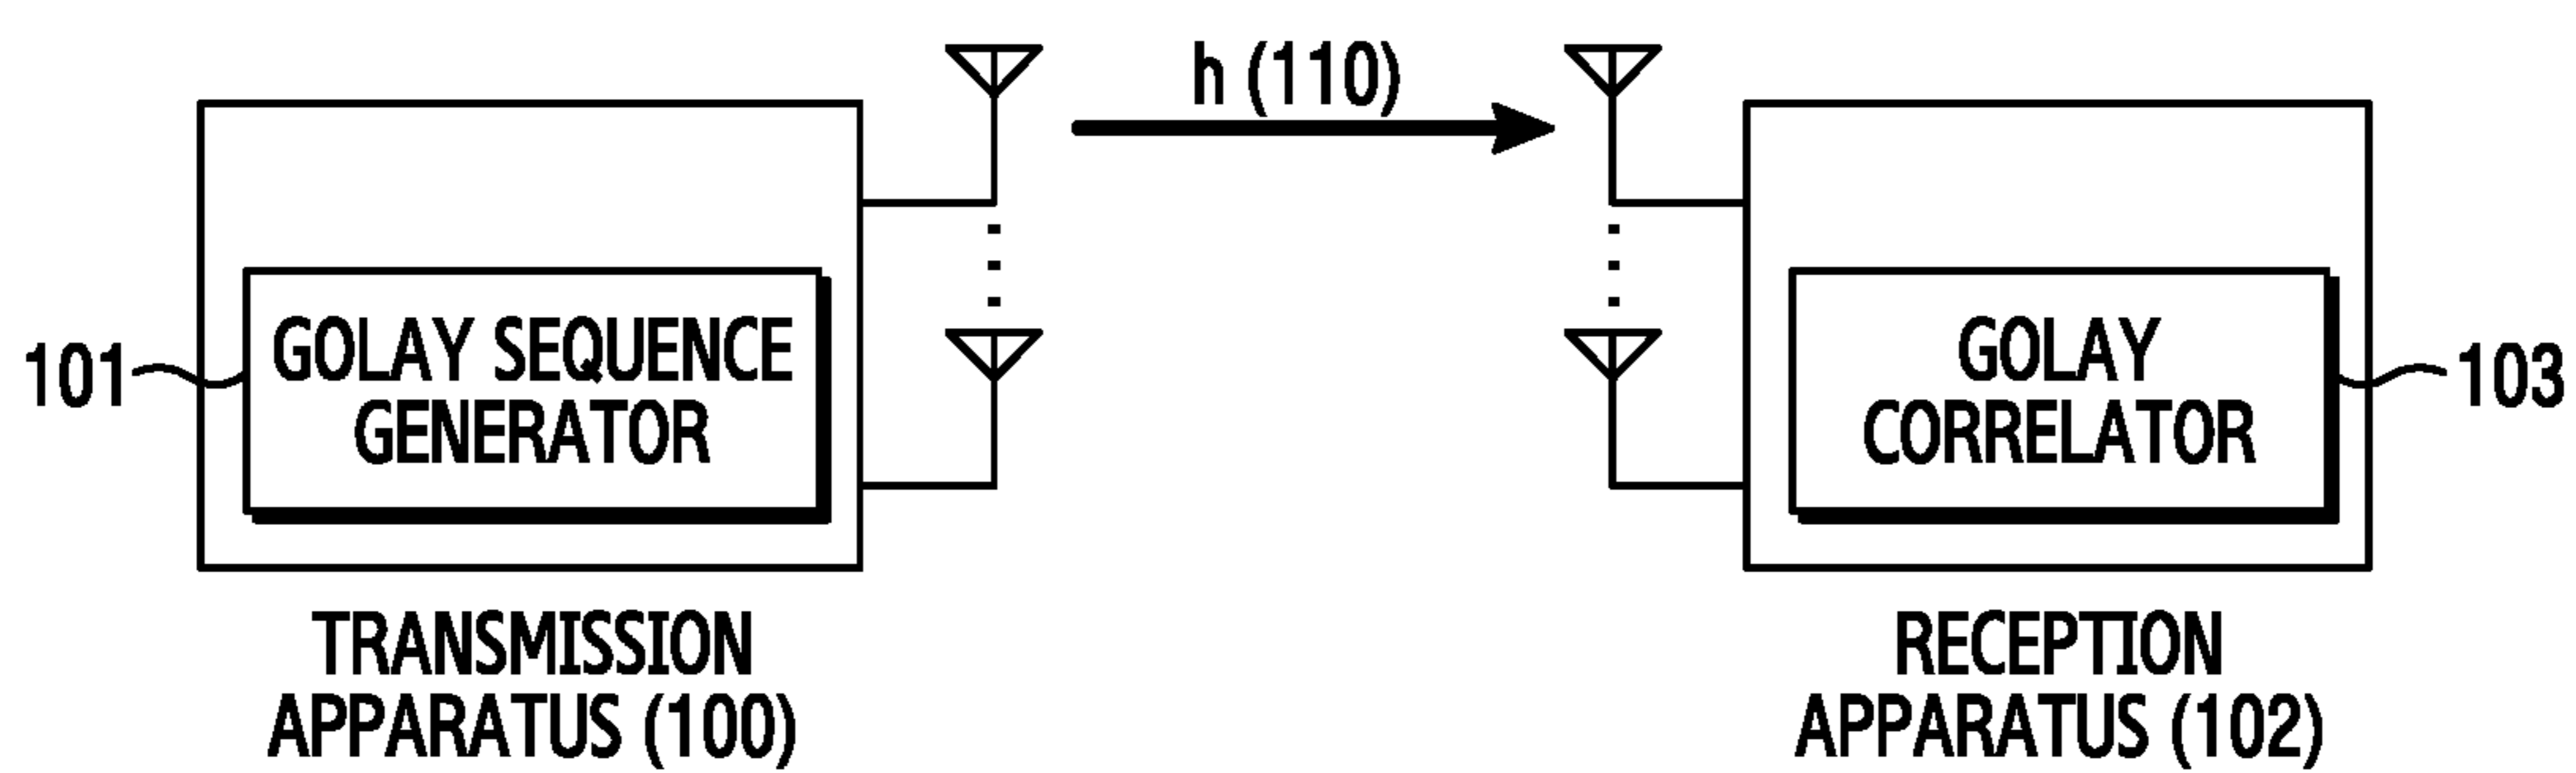 h (110)
101
GOLAY SEQUENCE
GENERATOR
GOLAY
CORRELATOR
103
TRANSMISSION
APPARATUS (100)
RECEPTION
APPARATUS (102)